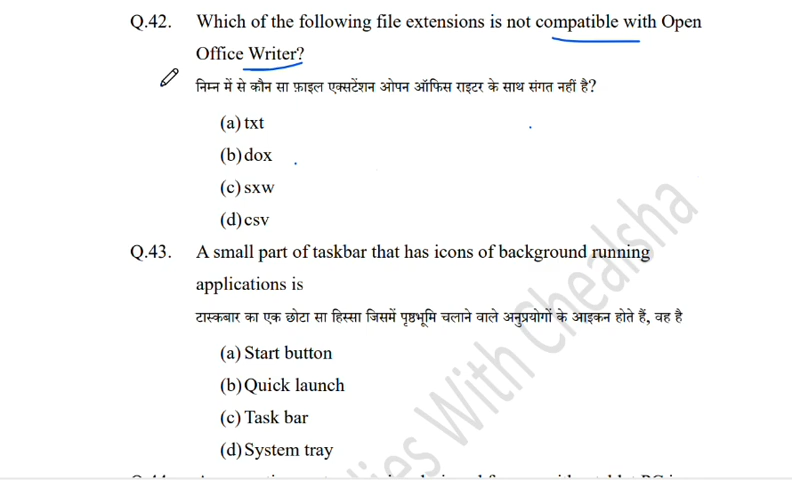 Q.42. Which of the following file extensions is not compatible with Open
Office Writer?
निम्न में से कौन सा फ़ाइल एक्सटेंशन ओपन ऑफिस राइटर के साथ संगत नहीं है?
(a) txt
(b) dox
(c) sxw
(d) csv
Q.43. A small part of taskbar that has icons of background running
applications is
टास्कबार का एक छोटा सा हिस्सा जिसमें पृष्ठभूमि चलाने वाले अनुप्रयोगों के आइकन होते हैं, वह है
(a) Start button
(b) Quick launch
(c) Task bar
(d) System tray
With Chealsha